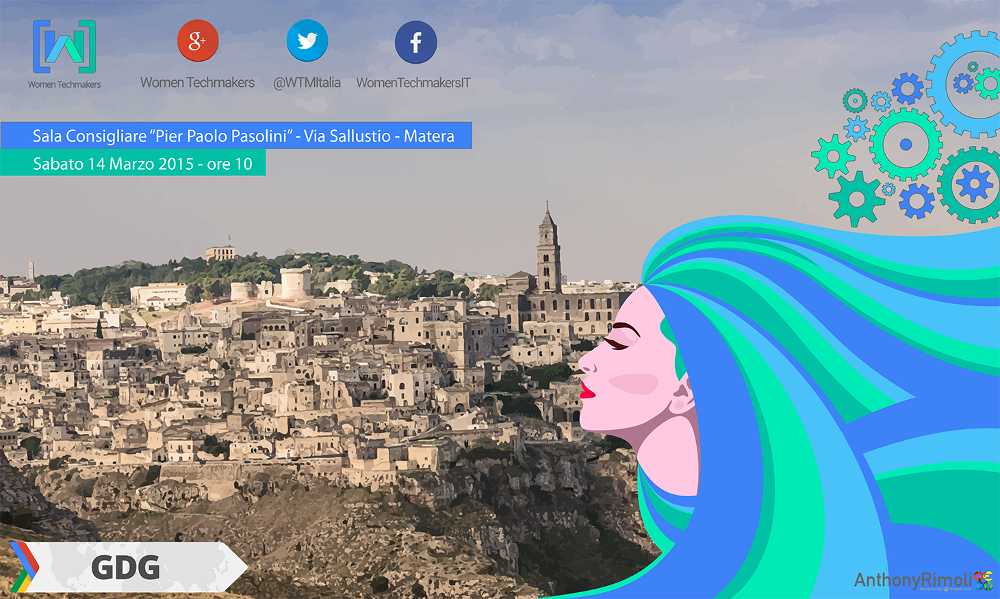 Women Techmakers
g+
Women Techmakers
@WTMItalia
f
WomenTechmakersIT
Sala Consigliare “Pier Paolo Pasolini” - Via Sallustio - Matera
Sabato 14 Marzo 2015 - ore 10
GDG
AnthonyRimoli